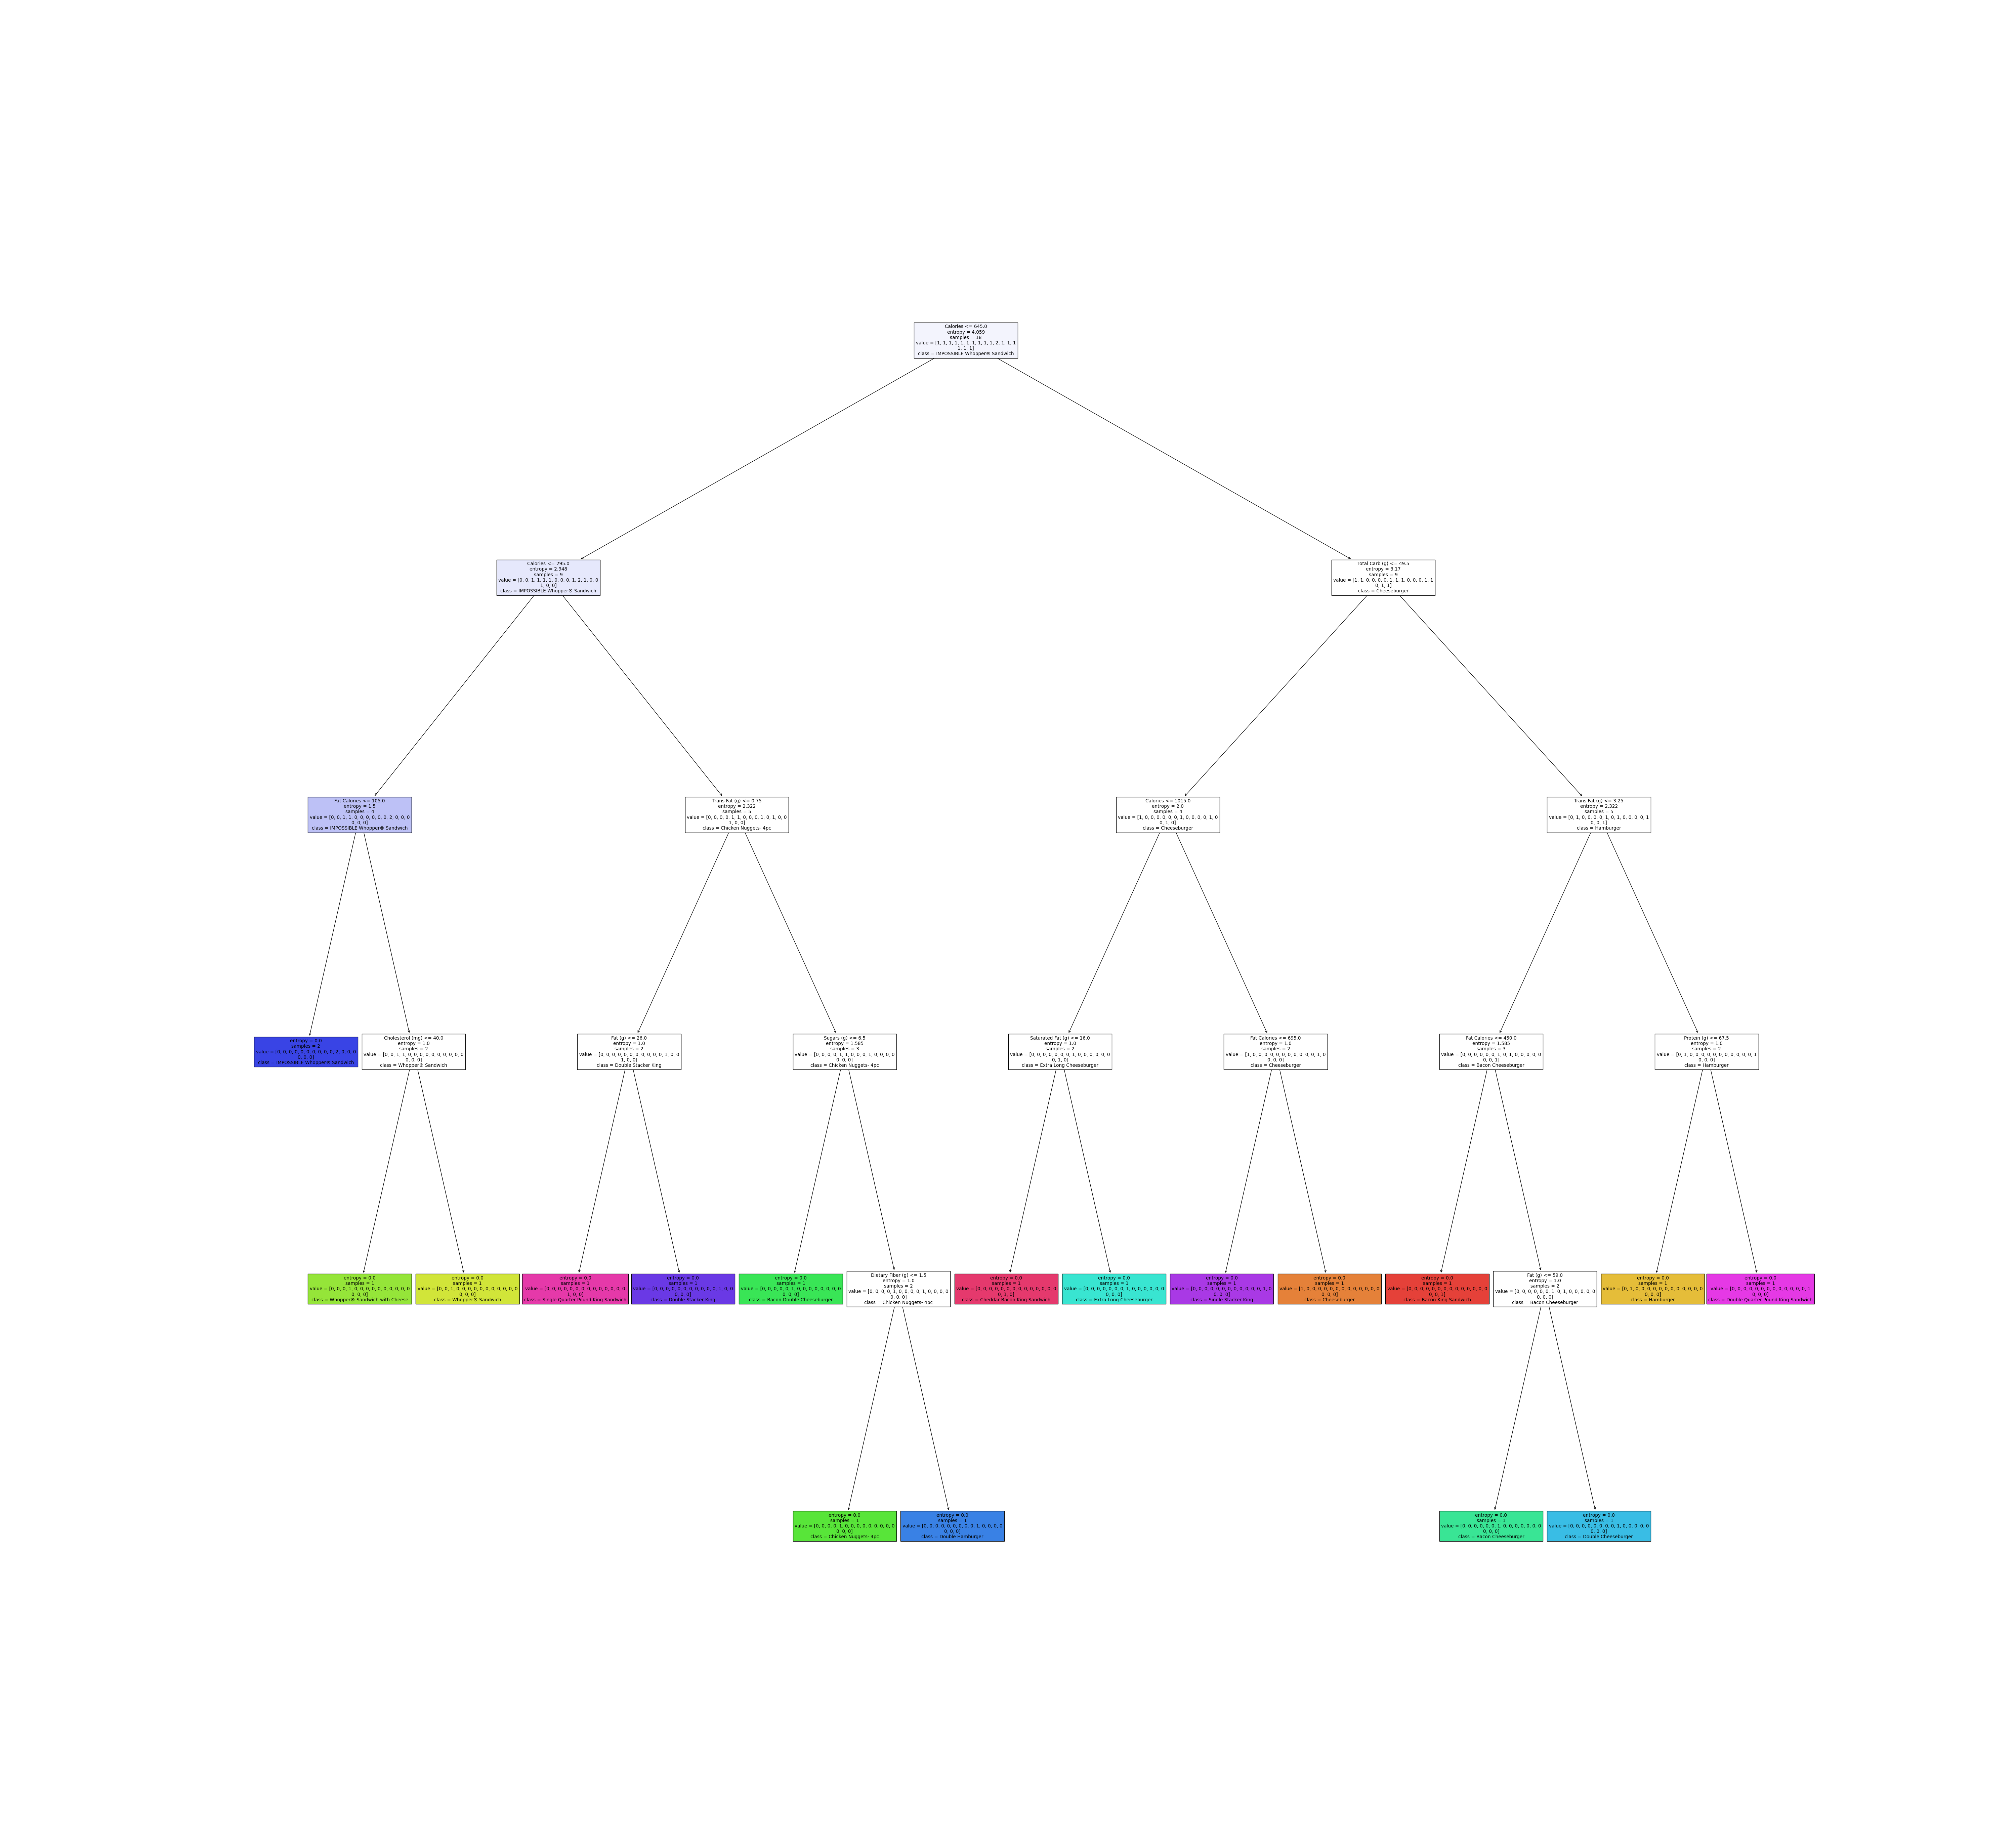 Calories <= 645.0
entropy = 4.059
samples = 18
value = [1, 1, 1, 1, 1, 1, 1, 1, 1, 1, 2, 1, 1, 1
1, 1, 1]
class = IMPOSSIBLE Whopper® Sandwich
Calories <= 295.0
entropy = 2.948
samples = 9
value = [0, 0, 1, 1, 1, 1, 0, 0, 0, 1, 2, 1, 0, 0
1, 0, 0]
class = IMPOSSIBLE Whopper® Sandwich
Total Carb (g) <= 49.5
entropy = 3.17
samples = 9
value = [1, 1, 0, 0, 0, 0, 1, 1, 1, 0, 0, 0, 1, 1
0, 1, 1]
class = Cheeseburger
Fat Calories <= 105.0
entropy = 1.5
samples = 4
value = [0, 0, 1, 1, 0, 0, 0, 0, 0, 0, 2, 0, 0, 0
0, 0, 0]
class = IMPOSSIBLE Whopper® Sandwich
Trans Fat (g) <= 0.75
entropy = 2.322
samples = 5
value = [0, 0, 0, 0, 1, 1, 0, 0, 0, 1, 0, 1, 0, 0
1, 0, 0]
class = Chicken Nuggets- 4pc
Calories <= 1015.0
entropy = 2.0
samples = 4
value = [1, 0, 0, 0, 0, 0, 0, 1, 0, 0, 0, 0, 1, 0
0, 1, 0]
class = Cheeseburger
Trans Fat (g) <= 3.25
entropy = 2.322
samples = 5
value = [0, 1, 0, 0, 0, 0, 1, 0, 1, 0, 0, 0, 0, 1
0, 0, 1]
class = Hamburger
entropy = 0.0
samples = 2
value = [0, 0, 0, 0, 0, 0, 0, 0, 0, 0, 2, 0, 0, 0
0, 0, 0]
class = IMPOSSIBLE Whopper® Sandwich
Cholesterol (mg) <= 40.0
entropy = 1.0
samples = 2
value = [0, 0, 1, 1, 0, 0, 0, 0, 0, 0, 0, 0, 0, 0
0, 0, 0]
class = Whopper® Sandwich
Fat (g) <= 26.0
entropy = 1.0
samples = 2
value = [0, 0, 0, 0, 0, 0, 0, 0, 0, 0, 0, 1, 0, 0
1, 0, 0]
class = Double Stacker King
Sugars (g) <= 6.5
entropy = 1.585
samples = 3
value = [0, 0, 0, 0, 1, 1, 0, 0, 0, 1, 0, 0, 0, 0
0, 0, 0]
class = Chicken Nuggets- 4pc
Saturated Fat (g) <= 16.0
entropy = 1.0
samples = 2
value = [0, 0, 0, 0, 0, 0, 0, 1, 0, 0, 0, 0, 0, 0
0, 1, 0]
class = Extra Long Cheeseburger
Fat Calories <= 695.0
entropy = 1.0
samples = 2
value = [1, 0, 0, 0, 0, 0, 0, 0, 0, 0, 0, 0, 1, 0
0, 0, 0]
class = Cheeseburger
Fat Calories <= 450.0
entropy = 1.585
samples = 3
value = [0, 0, 0, 0, 0, 0, 1, 0, 1, 0, 0, 0, 0, 0
0, 0, 1]
class = Bacon Cheeseburger
Protein (g) <= 67.5
entropy = 1.0
samples = 2
value = [0, 1, 0, 0, 0, 0, 0, 0, 0, 0, 0, 0, 0, 1
0, 0, 0]
class = Hamburger
entropy = 0.0
samples = 1
value = [0, 0, 0, 1, 0, 0, 0, 0, 0, 0, 0, 0, 0, 0
0, 0, 0]
class = Whopper® Sandwich with Cheese
entropy = 0.0
samples = 1
value = [0, 0, 1, 0, 0, 0, 0, 0, 0, 0, 0, 0, 0, 0
0, 0, 0]
class = Whopper® Sandwich
entropy = 0.0
samples = 1
value = [0, 0, 0, 0, 0, 0, 0, 0, 0, 0, 0, 0, 0, 0
1, 0, 0]
class = Single Quarter Pound King Sandwich
entropy = 0.0
samples = 1
value = [0, 0, 0, 0, 0, 0, 0, 0, 0, 0, 0, 1, 0, 0
0, 0, 0]
class = Double Stacker King
entropy = 0.0
samples = 1
value = [0, 0, 0, 0, 0, 1, 0, 0, 0, 0, 0, 0, 0, 0
0, 0, 0]
class = Bacon Double Cheeseburger
Dietary Fiber (g) <= 1.5
entropy = 1.0
samples = 2
value = [0, 0, 0, 0, 1, 0, 0, 0, 0, 1, 0, 0, 0, 0
0, 0, 0]
class = Chicken Nuggets- 4pc
entropy = 0.0
samples = 1
value = [0, 0, 0, 0, 0, 0, 0, 0, 0, 0, 0, 0, 0, 0
0, 1, 0]
class = Cheddar Bacon King Sandwich
entropy = 0.0
samples = 1
value = [0, 0, 0, 0, 0, 0, 0, 1, 0, 0, 0, 0, 0, 0
0, 0, 0]
class = Extra Long Cheeseburger
entropy = 0.0
samples = 1
value = [0, 0, 0, 0, 0, 0, 0, 0, 0, 0, 0, 0, 1, 0
0, 0, 0]
class = Single Stacker King
entropy = 0.0
samples = 1
value = [1, 0, 0, 0, 0, 0, 0, 0, 0, 0, 0, 0, 0, 0
0, 0, 0]
class = Cheeseburger
entropy = 0.0
samples = 1
value = [0, 0, 0, 0, 0, 0, 0, 0, 0, 0, 0, 0, 0, 0
0, 0, 1]
class = Bacon King Sandwich
Fat (g) <= 59.0
entropy = 1.0
samples = 2
value = [0, 0, 0, 0, 0, 0, 1, 0, 1, 0, 0, 0, 0, 0
0, 0, 0]
class = Bacon Cheeseburger
entropy = 0.0
samples = 1
value = [0, 1, 0, 0, 0, 0, 0, 0, 0, 0, 0, 0, 0, 0
0, 0, 0]
class = Hamburger
entropy = 0.0
samples = 1
value = [0, 0, 0, 0, 0, 0, 0, 0, 0, 0, 0, 0, 0, 1
0, 0, 0]
class = Double Quarter Pound King Sandwich
entropy = 0.0
samples = 1
value = [0, 0, 0, 0, 1, 0, 0, 0, 0, 0, 0, 0, 0, 0
0, 0, 0]
class = Chicken Nuggets- 4pc
entropy = 0.0
samples = 1
value = [0, 0, 0, 0, 0, 0, 0, 0, 0, 1, 0, 0, 0, 0
0, 0, 0]
class = Double Hamburger
entropy = 0.0
samples = 1
value = [0, 0, 0, 0, 0, 0, 1, 0, 0, 0, 0, 0, 0, 0
0, 0, 0]
class = Bacon Cheeseburger
entropy = 0.0
samples = 1
value = [0, 0, 0, 0, 0, 0, 0, 0, 1, 0, 0, 0, 0, 0
0, 0, 0]
class = Double Cheeseburger